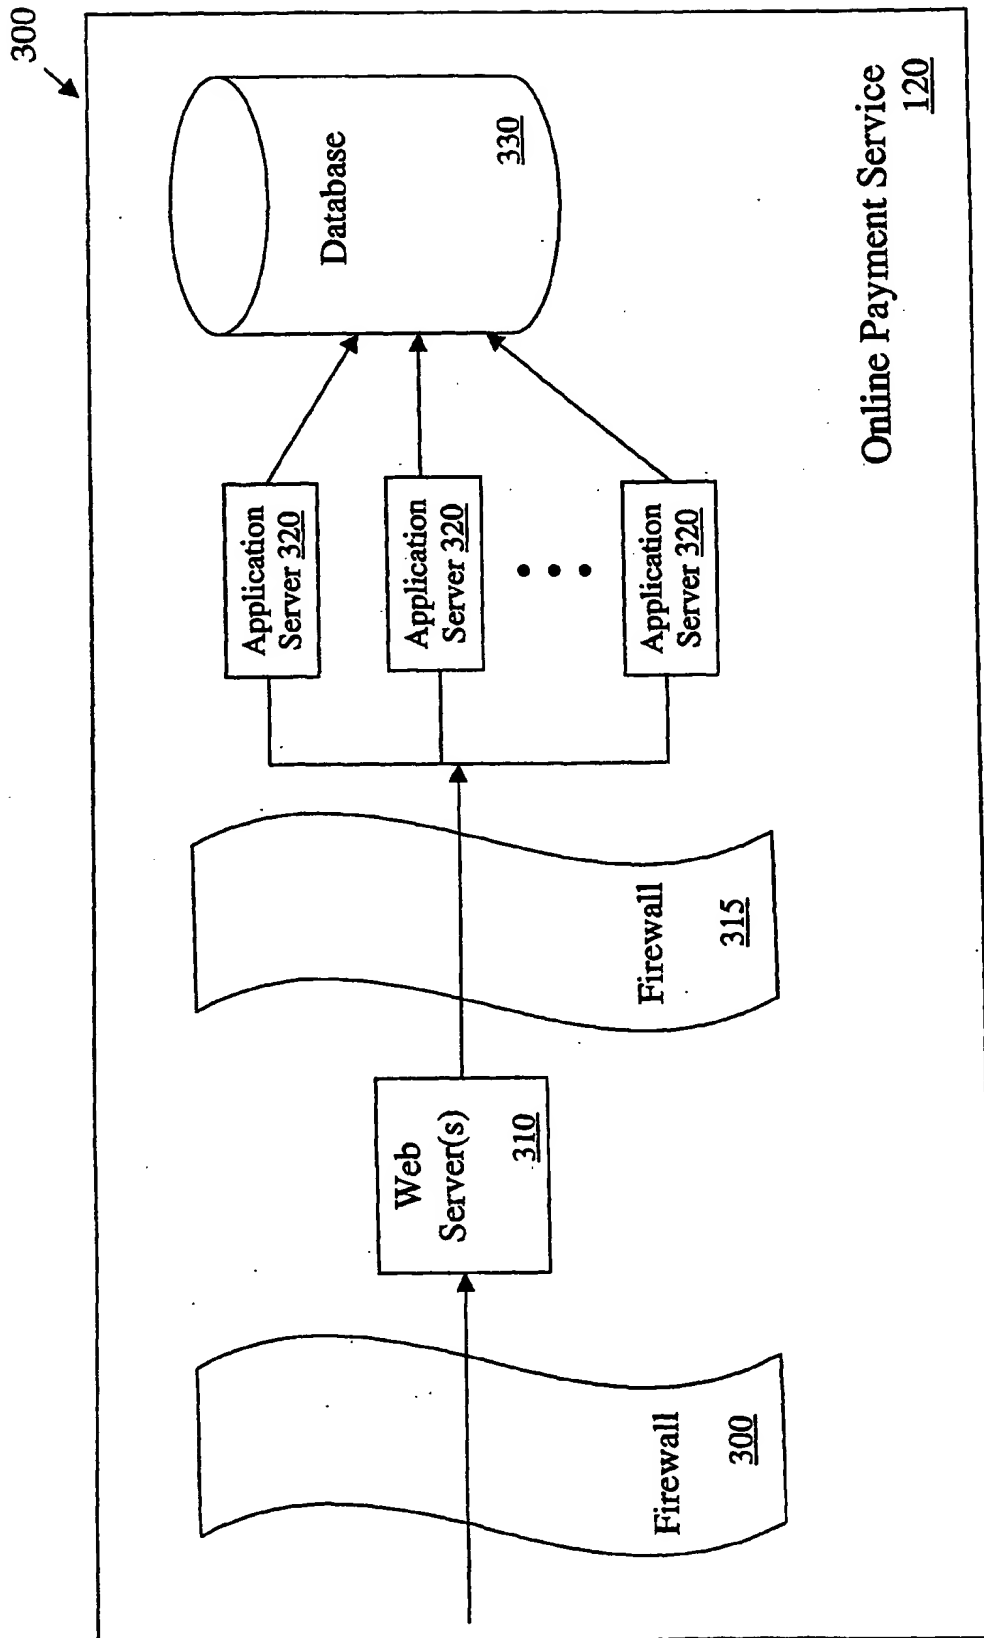 300
Firewall
300
Web
Server(s)
310
Firewall
315
Application
Server 320
Application
Server 320
Application
Server 320
Database
330
Online Payment Service
120